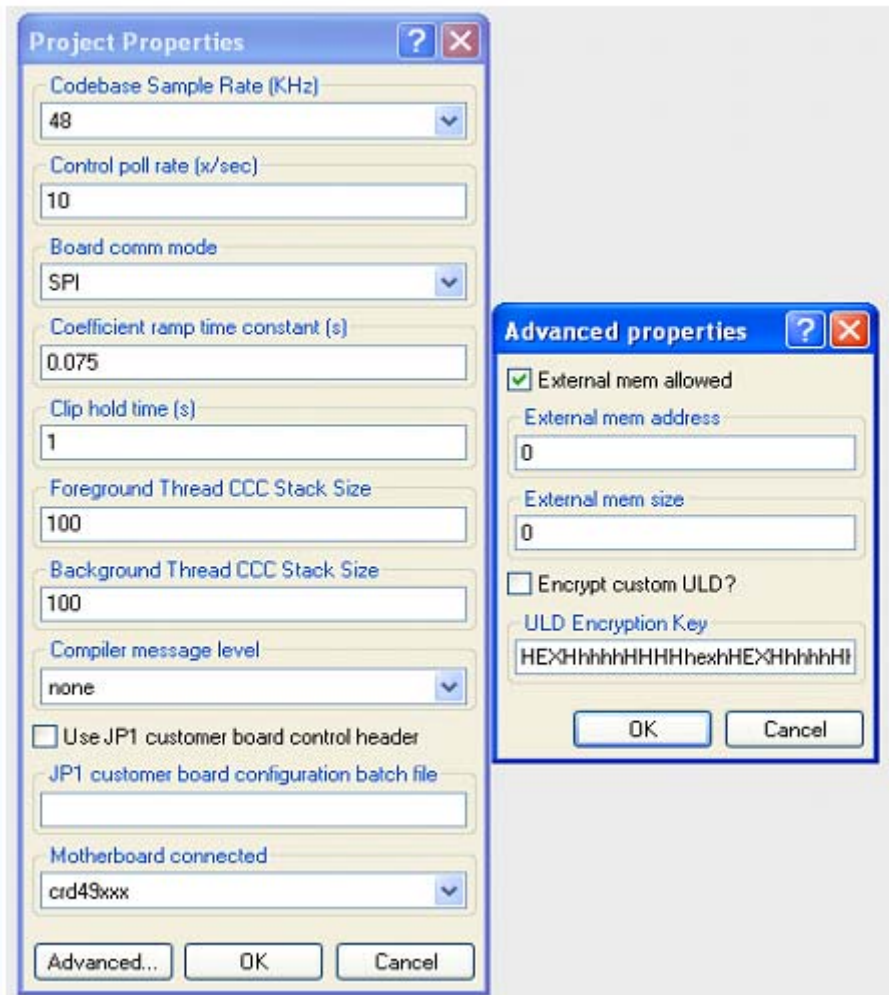 Project Properties
Codebase Sample Rate (KHz)
48
Control poll rate (x/sec)
10
Board comm mode
SPI
Coefficient ramp time constant (s)
0.075
Clip hold time (s)
1
Foreground Thread CCC Stack Size
100
Background Thread CCC Stack Size
100
Compiler message level
none
Use JP1 customer board control header
JP1 customer board configuration batch file
Motherboard connected
crd49xxx
Advanced... OK Cancel
Advanced properties
External mem allowed
External mem address
0
External mem size
0
Encrypt custom ULD?
ULD Encryption Key
OK Cancel